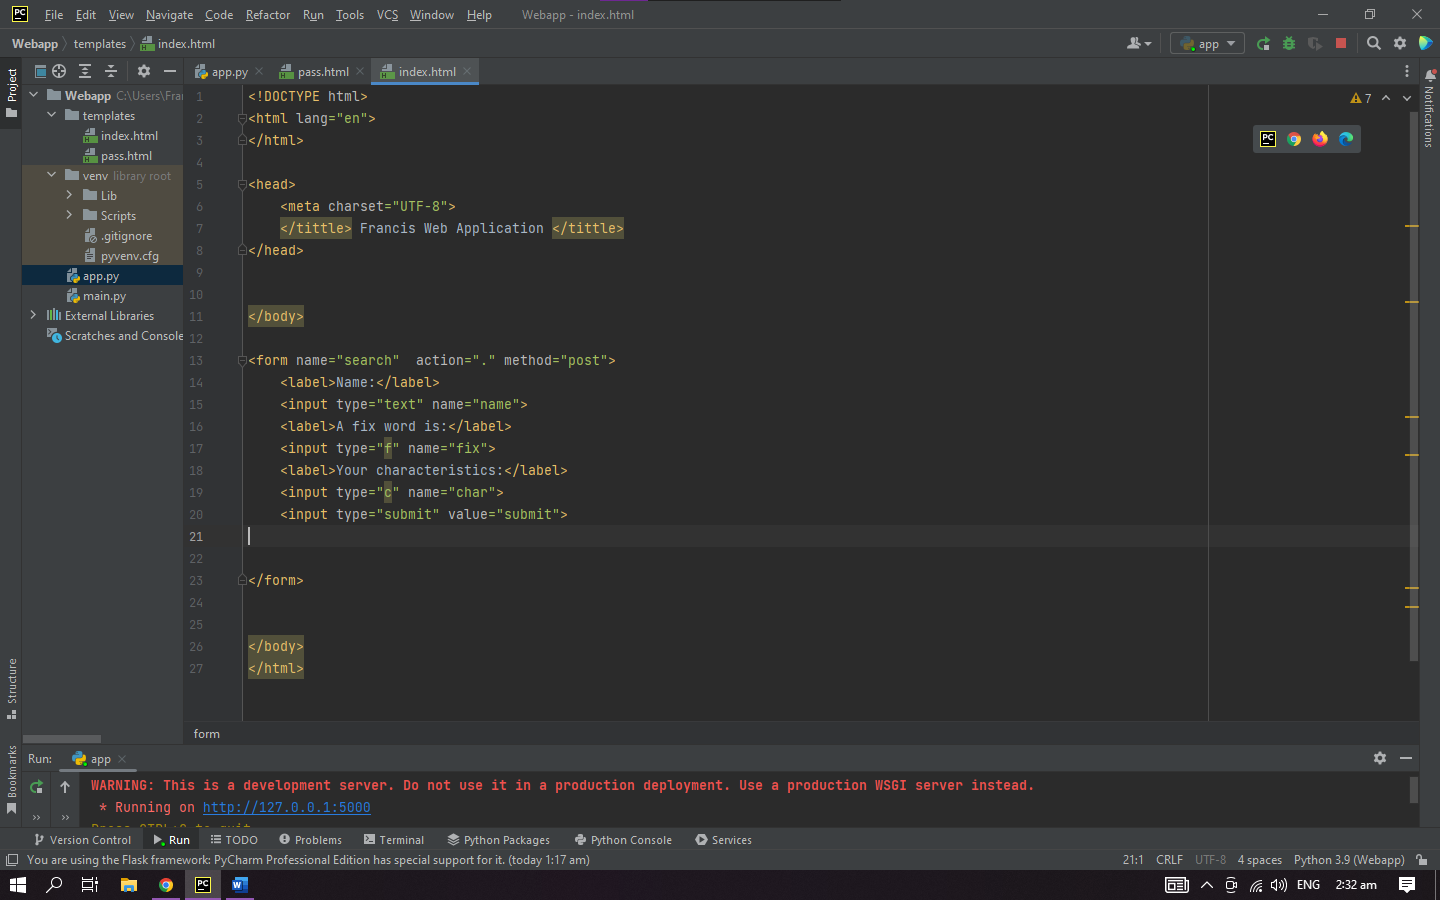 PC File Edit View Navigate Code Refactor Run Tools VCS Window Help Webapp - index.html
Webapp templates index.html app
Project
app.py pass.html index.html
Webapp C:\Users\Fra
templates
index.html
pass.html
venv library root
Lib
Scripts
.gitignore
pyvenv.cfg
app.py
main.py
External Libraries
Scratches and Console
1 <!DOCTYPE html>
2 <html lang="en">
3 </html>
4
5 <head>
6 <meta charset="UTF-8">
7 </tittle> Francis Web Application </tittle>
8 </head>
9
10
11 </body>
12
13 <form name="search"  action="." method="post">
14 <label>Name:</label>
15 <input type="text" name="name">
16 <label>A fix word is:</label>
17 <input type="f" name="fix">
18 <label>Your characteristics:</label>
19 <input type="c" name="char">
20 <input type="submit" value="submit">
21
22
23 </form>
24
25
26 </body>
27 </html>
7
PC
Notifications
Structure
Bookmarks
form
Run: app
WARNING: This is a development server. Do not use it in a production deployment. Use a production WSGI server instead.
* Running on http://127.0.0.1:5000
Press CTRL+C to quit
Version Control Run TODO Problems Terminal Python Packages Python Console Services
You are using the Flask framework: PyCharm Professional Edition has special support for it. (today 1:17 am) 21:1 CRLF UTF-8 4 spaces Python 3.9 (Webapp)
PC W ENG 2:32 am